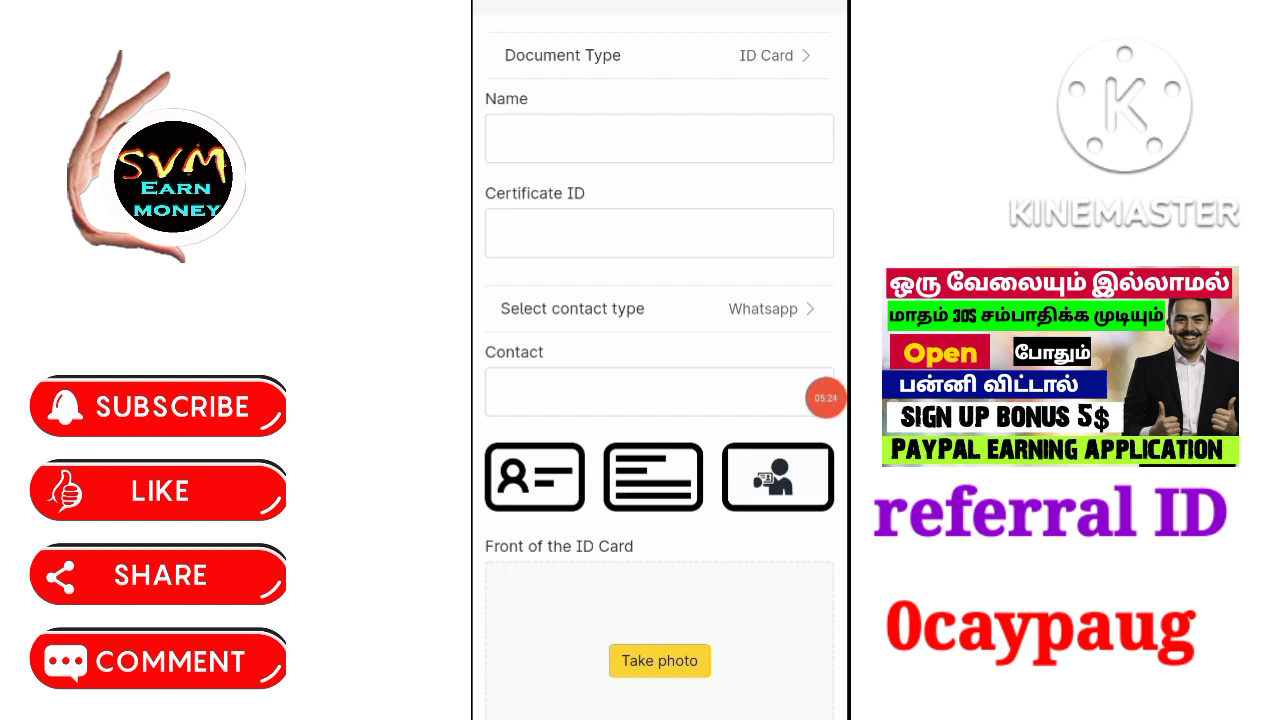 SVM
EARN
MONEY
SUBSCRIBE
LIKE
SHARE
COMMENT
Document Type
ID Card
Name
Certificate ID
Select contact type
Whatsapp
Contact
05:24
Front of the ID Card
Take photo
K
KINEMASTER
ஒரு வேலையும் இல்லாமல்
மாதம் 30$ சம்பாதிக்க முடியும்
Open போதும்
பன்னி விட்டால்
SIGN UP BONUS 5$
PAYPAL EARNING APPLICATION
referral ID
0caypaug